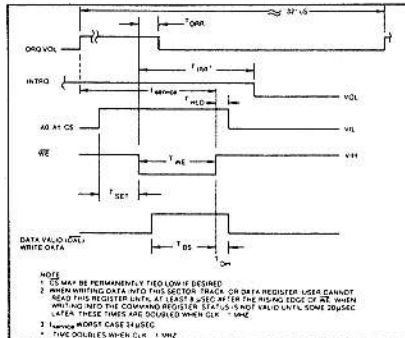 ≈ 32* µS
TDRR
DRQ VOL
TIRR*
INTRQ
Tservice
VOL
THLD
A0 A1 CS
VIL
WE
TWE
VIH
TSET
DATA VALID (DAL)
WRITE DATA
TDS
TDH
NOTE
1 CS MAY BE PERMANENTLY TIED LOW IF DESIRED
2 WHEN WRITING DATA INTO THIS SECTOR TRACK OR DATA REGISTER USER CANNOT
READ THIS REGISTER UNTIL AT LEAST 8 µSEC AFTER THE RISING EDGE OF WE. WHEN
WRITING INTO THE COMMAND REGISTER STATUS IS NOT VALID UNTIL SOME 20µSEC
LATER THESE TIMES ARE DOUBLED WHEN CLK 1 MHZ
3 Tservice WORST CASE 24 µSEC
* TIME DOUBLES WHEN CLK 1 MHZ